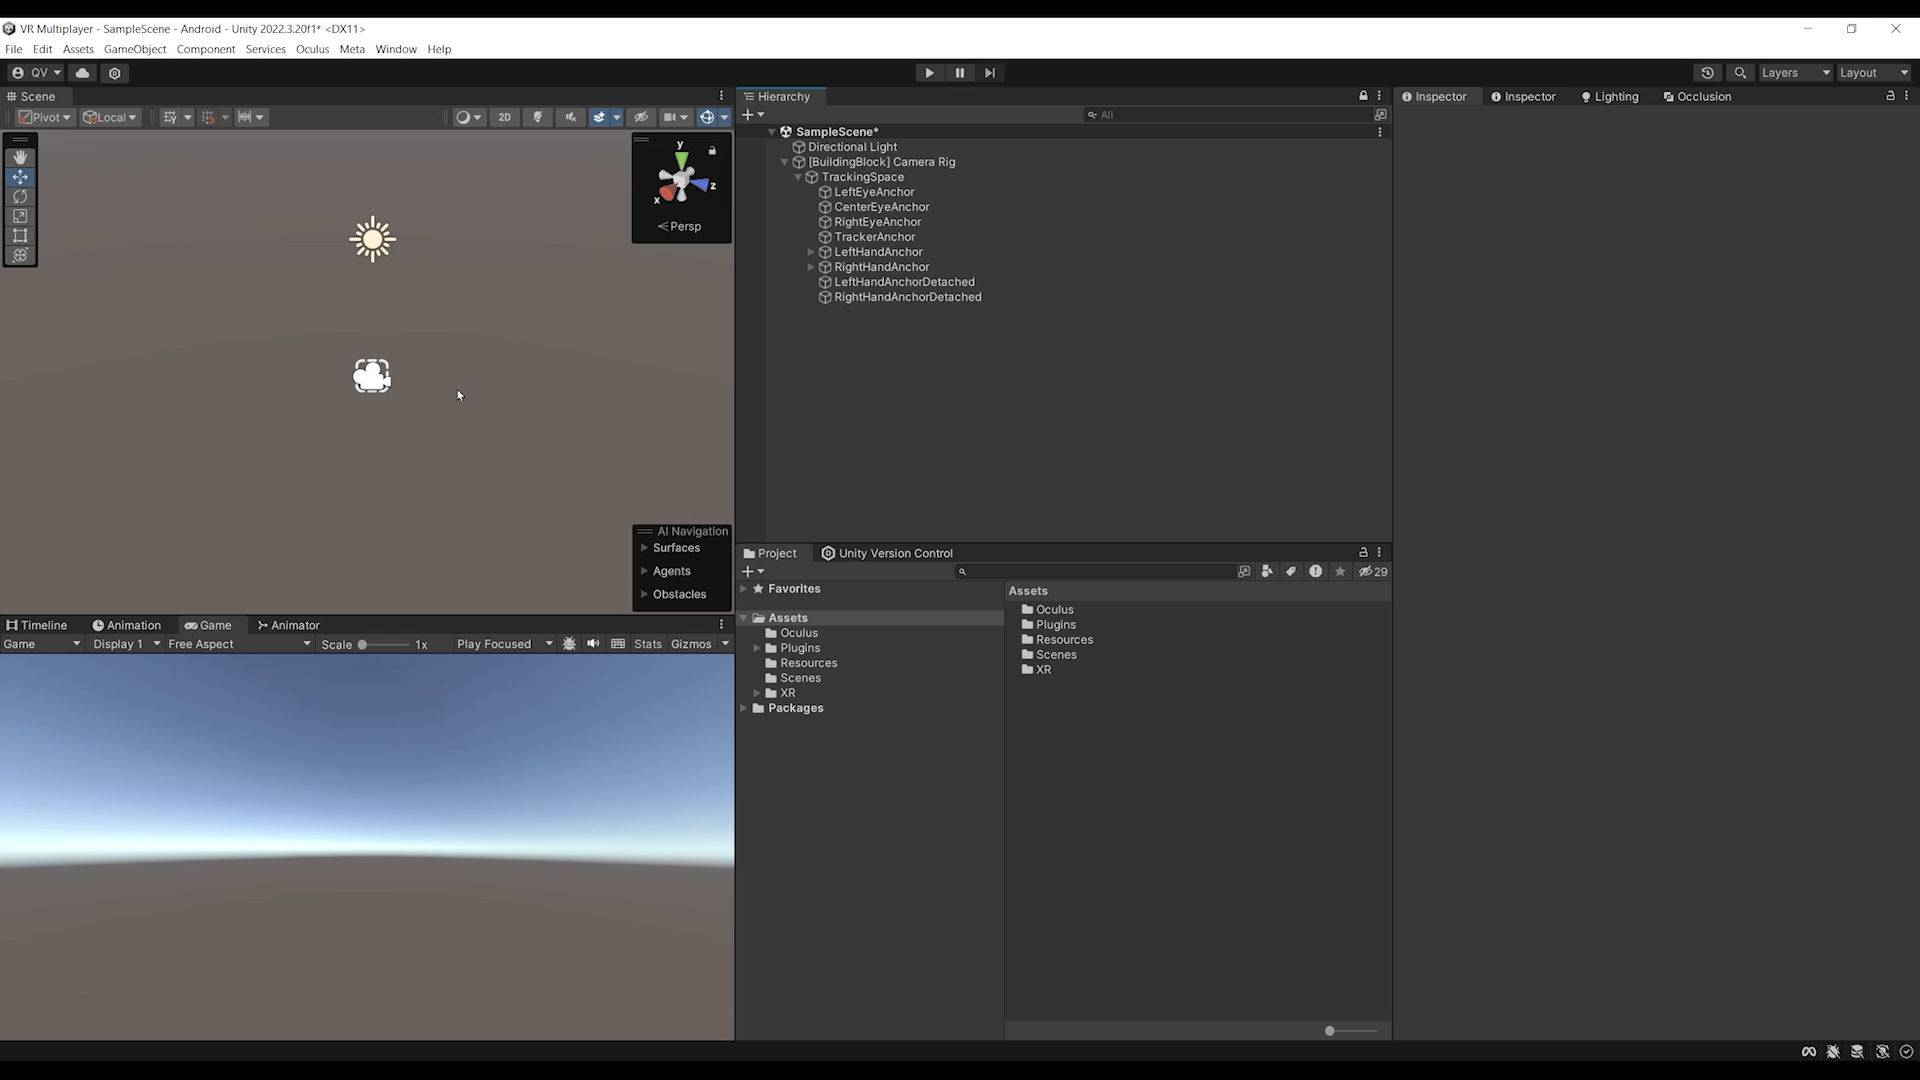 VR Multiplayer - SampleScene - Android - Unity 2022.3.20f1* <DX11>
File Edit Assets GameObject Component Services Oculus Meta Window Help
QV Layers Layout
Scene
Pivot Local 2D
y
z
x
Persp
AI Navigation
Surfaces
Agents
Obstacles
Timeline Animation Game Animator
Game Display 1 Free Aspect Scale 1x Play Focused Stats Gizmos
Hierarchy
All
SampleScene*
Directional Light
[BuildingBlock] Camera Rig
TrackingSpace
LeftEyeAnchor
CenterEyeAnchor
RightEyeAnchor
TrackerAnchor
LeftHandAnchor
RightHandAnchor
LeftHandAnchorDetached
RightHandAnchorDetached
Project Unity Version Control
29
Favorites
Assets
Oculus
Plugins
Resources
Scenes
XR
Packages
Assets
Oculus
Plugins
Resources
Scenes
XR
Inspector Inspector Lighting Occlusion